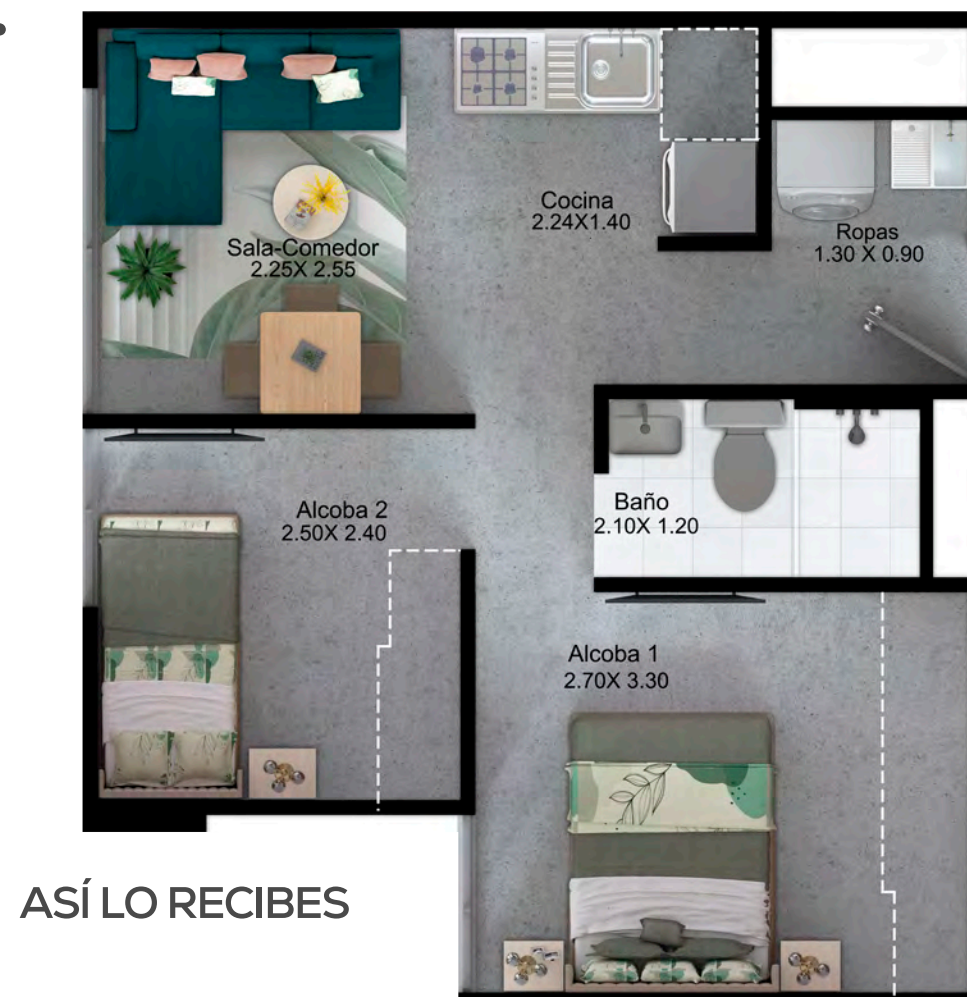 Cocina
2.24X1.40
Ropas
1.30 X 0.90
Sala-Comedor
2.25X 2.55
Alcoba 2
2.50X 2.40
Baño
2.10X 1.20
Alcoba 1
2.70X 3.30
ASÍ LO RECIBES